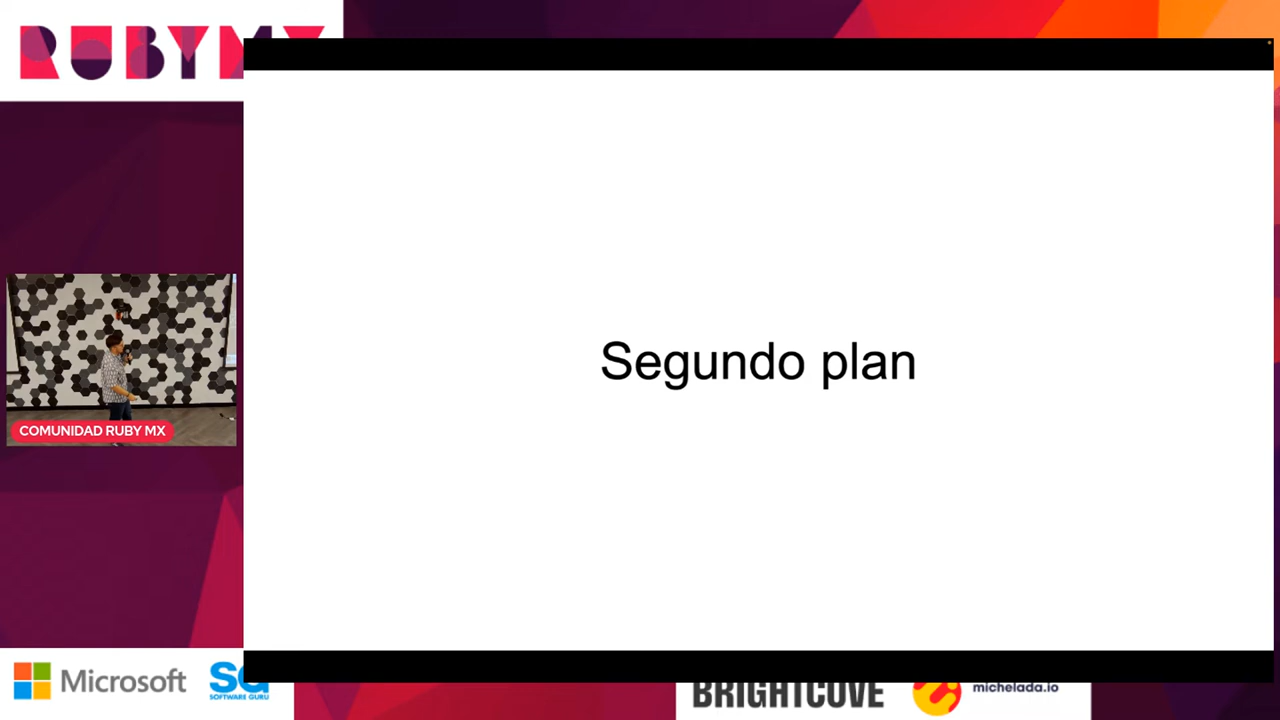 RUBYMX
Segundo plan
COMUNIDAD RUBY MX
Microsoft
SG
SOFTWARE GURU
BRIGHTCOVE
michelada.io